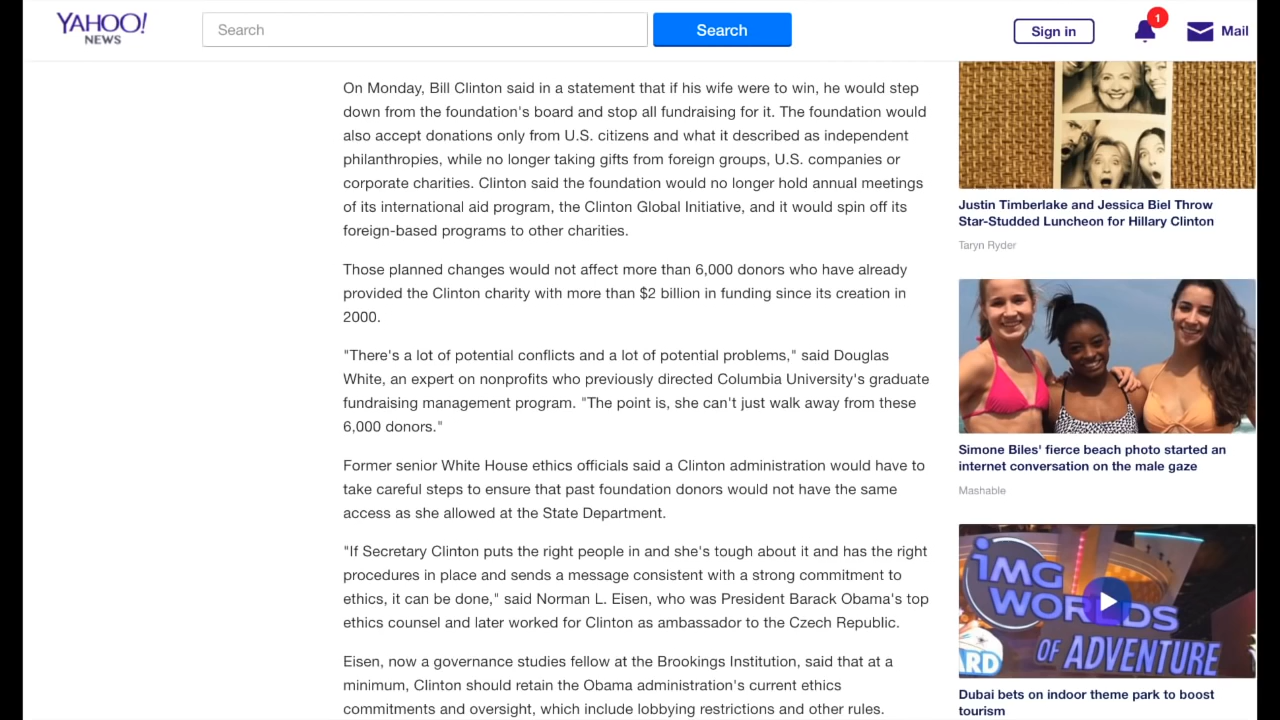 YAHOO!
NEWS
Search
Search
Sign in
1
Mail
On Monday, Bill Clinton said in a statement that if his wife were to win, he would step
down from the foundation's board and stop all fundraising for it. The foundation would
also accept donations only from U.S. citizens and what it described as independent
philanthropies, while no longer taking gifts from foreign groups, U.S. companies or
corporate charities. Clinton said the foundation would no longer hold annual meetings
of its international aid program, the Clinton Global Initiative, and it would spin off its
foreign-based programs to other charities.
Those planned changes would not affect more than 6,000 donors who have already
provided the Clinton charity with more than $2 billion in funding since its creation in
2000.
"There's a lot of potential conflicts and a lot of potential problems," said Douglas
White, an expert on nonprofits who previously directed Columbia University's graduate
fundraising management program. "The point is, she can't just walk away from these
6,000 donors."
Former senior White House ethics officials said a Clinton administration would have to
take careful steps to ensure that past foundation donors would not have the same
access as she allowed at the State Department.
"If Secretary Clinton puts the right people in and she's tough about it and has the right
procedures in place and sends a message consistent with a strong commitment to
ethics, it can be done," said Norman L. Eisen, who was President Barack Obama's top
ethics counsel and later worked for Clinton as ambassador to the Czech Republic.
Eisen, now a governance studies fellow at the Brookings Institution, said that at a
minimum, Clinton should retain the Obama administration's current ethics
commitments and oversight, which include lobbying restrictions and other rules.
Justin Timberlake and Jessica Biel Throw
Star-Studded Luncheon for Hillary Clinton
Taryn Ryder
Simone Biles' fierce beach photo started an
internet conversation on the male gaze
Mashable
iMG
WORLDS
OF ADVENTURE
ARD
Dubai bets on indoor theme park to boost
tourism